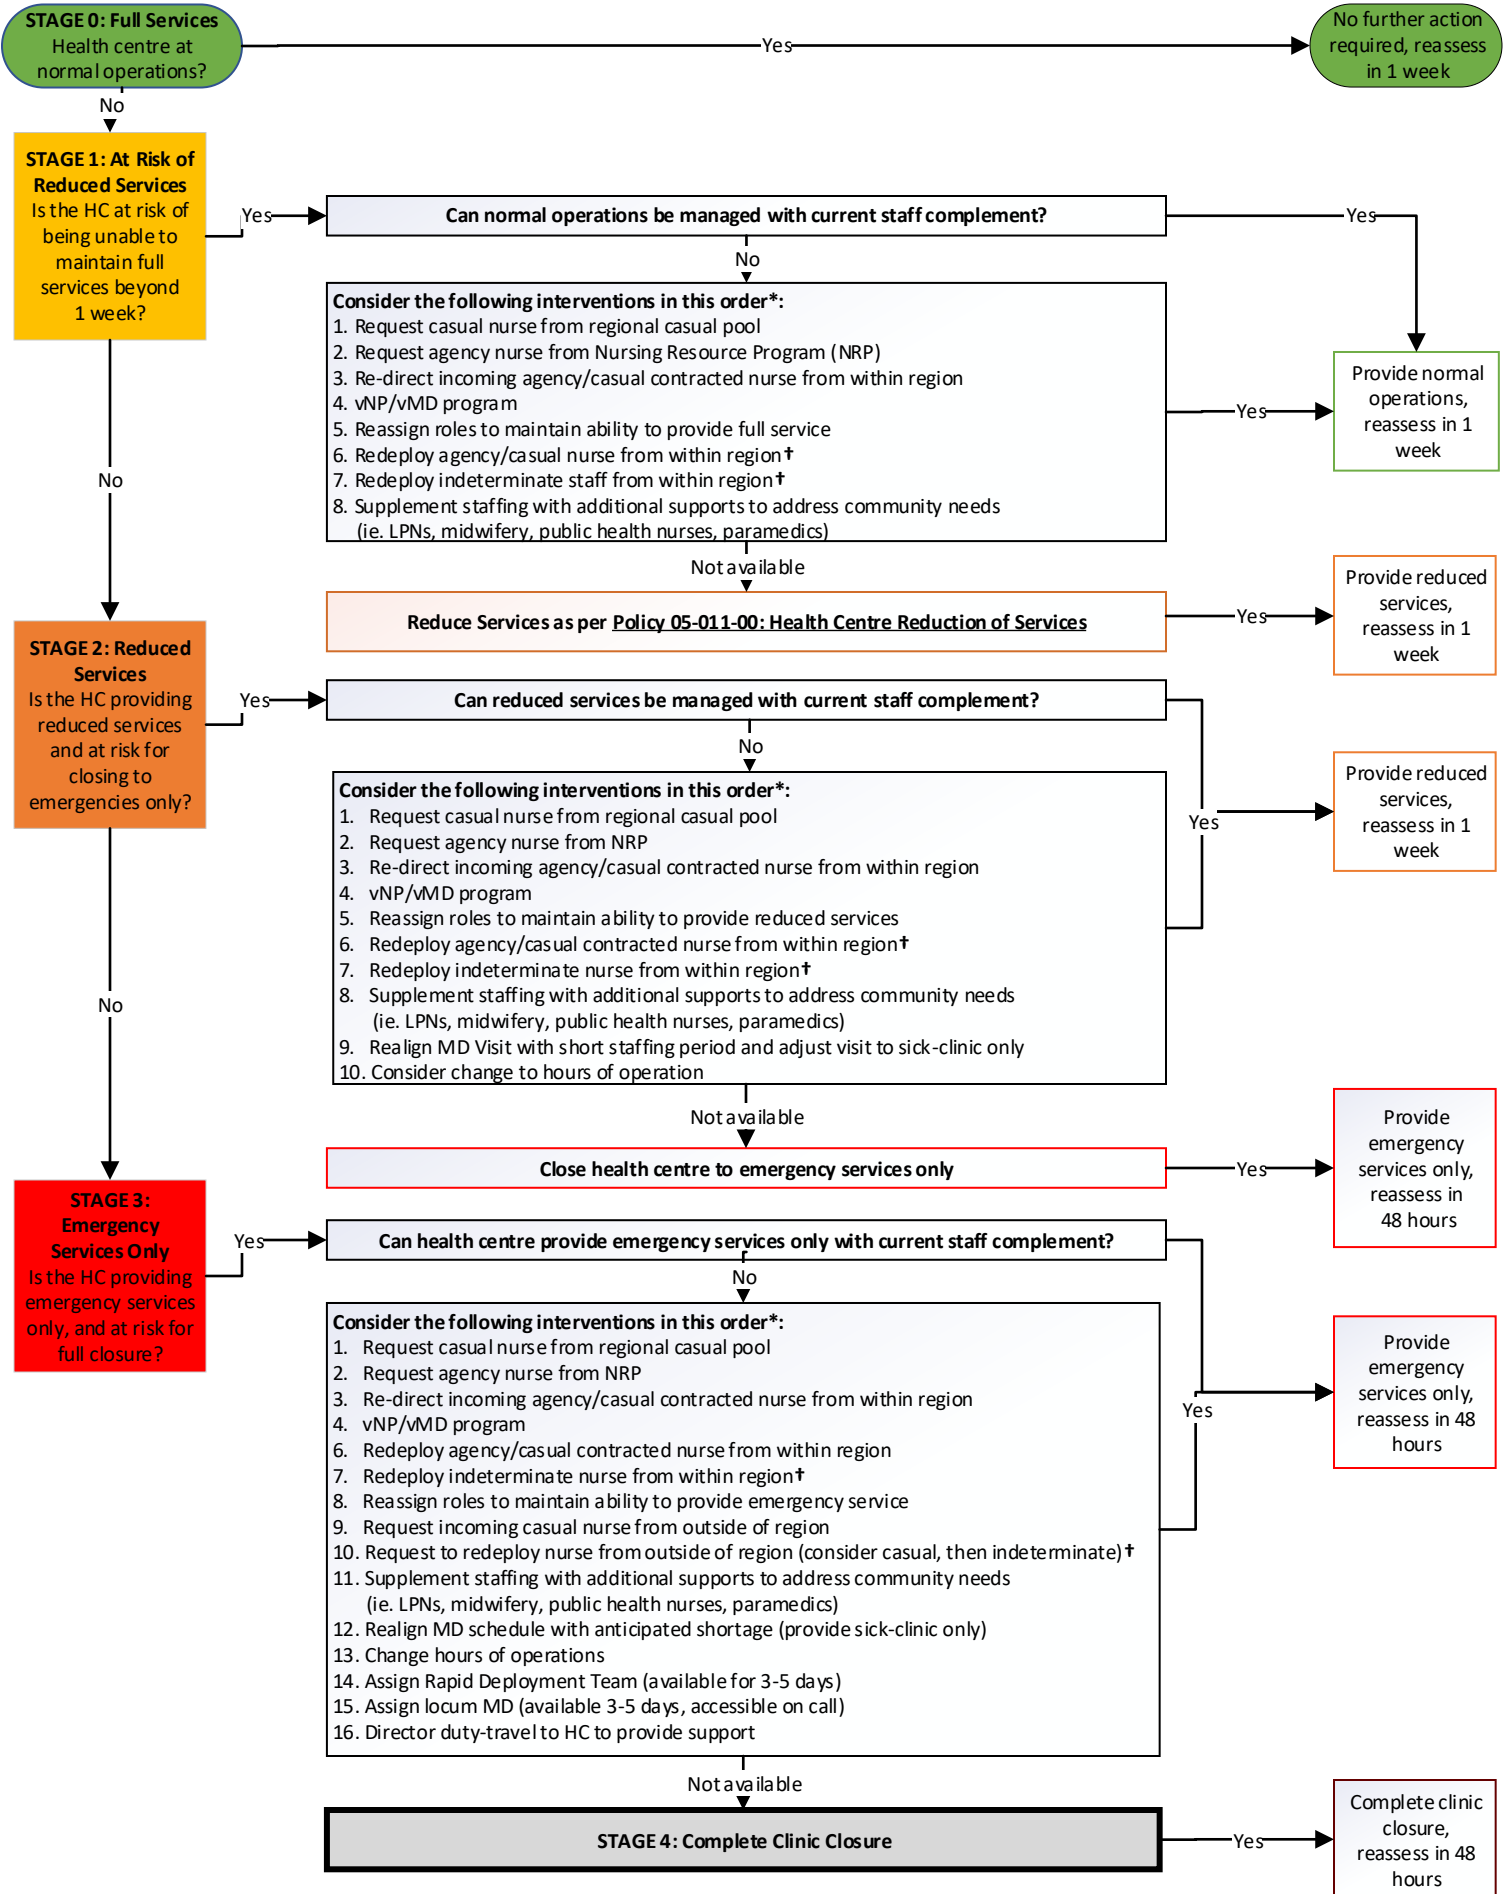 STAGE 0: Full Services
Health centre at
normal operations?
Yes
No further action
required, reassess
in 1 week
No
STAGE 1: At Risk of
Reduced Services
Is the HC at risk of
being unable to
maintain full
services beyond
1 week?
Yes
Can normal operations be managed with current staff complement?
Yes
No
Consider the following interventions in this order*:
1. Request casual nurse from regional casual pool
2. Request agency nurse from Nursing Resource Program (NRP)
3. Re-direct incoming agency/casual contracted nurse from within region
4. vNP/vMD program
5. Reassign roles to maintain ability to provide full service
6. Redeploy agency/casual nurse from within region†
7. Redeploy indeterminate staff from within region†
8. Supplement staffing with additional supports to address community needs
(ie. LPNs, midwifery, public health nurses, paramedics)
Yes
Provide normal
operations,
reassess in 1
week
No
Not available
Reduce Services as per Policy 05-011-00: Health Centre Reduction of Services
Yes
Provide reduced
services,
reassess in 1
week
STAGE 2: Reduced
Services
Is the HC providing
reduced services
and at risk for
closing to
emergencies only?
Yes
Can reduced services be managed with current staff complement?
No
Consider the following interventions in this order*:
1. Request casual nurse from regional casual pool
2. Request agency nurse from NRP
3. Re-direct incoming agency/casual contracted nurse from within region
4. vNP/vMD program
5. Reassign roles to maintain ability to provide reduced services
6. Redeploy agency/casual contracted nurse from within region†
7. Redeploy indeterminate nurse from within region†
8. Supplement staffing with additional supports to address community needs
(ie. LPNs, midwifery, public health nurses, paramedics)
9. Realign MD Visit with short staffing period and adjust visit to sick-clinic only
10. Consider change to hours of operation
Yes
Provide reduced
services,
reassess in 1
week
No
Not available
Close health centre to emergency services only
Yes
Provide
emergency
services only,
reassess in
48 hours
STAGE 3:
Emergency
Services Only
Is the HC providing
emergency services
only, and at risk for
full closure?
Yes
Can health centre provide emergency services only with current staff complement?
No
Consider the following interventions in this order*:
1. Request casual nurse from regional casual pool
2. Request agency nurse from NRP
3. Re-direct incoming agency/casual contracted nurse from within region
4. vNP/vMD program
6. Redeploy agency/casual contracted nurse from within region
7. Redeploy indeterminate nurse from within region†
8. Reassign roles to maintain ability to provide emergency service
9. Request incoming casual nurse from outside of region
10. Request to redeploy nurse from outside of region (consider casual, then indeterminate)†
11. Supplement staffing with additional supports to address community needs
(ie. LPNs, midwifery, public health nurses, paramedics)
12. Realign MD schedule with anticipated shortage (provide sick-clinic only)
13. Change hours of operations
14. Assign Rapid Deployment Team (available for 3-5 days)
15. Assign locum MD (available 3-5 days, accessible on call)
16. Director duty-travel to HC to provide support
Yes
Provide
emergency
services only,
reassess in 48
hours
Not available
STAGE 4: Complete Clinic Closure
Yes
Complete clinic
closure,
reassess in 48
hours